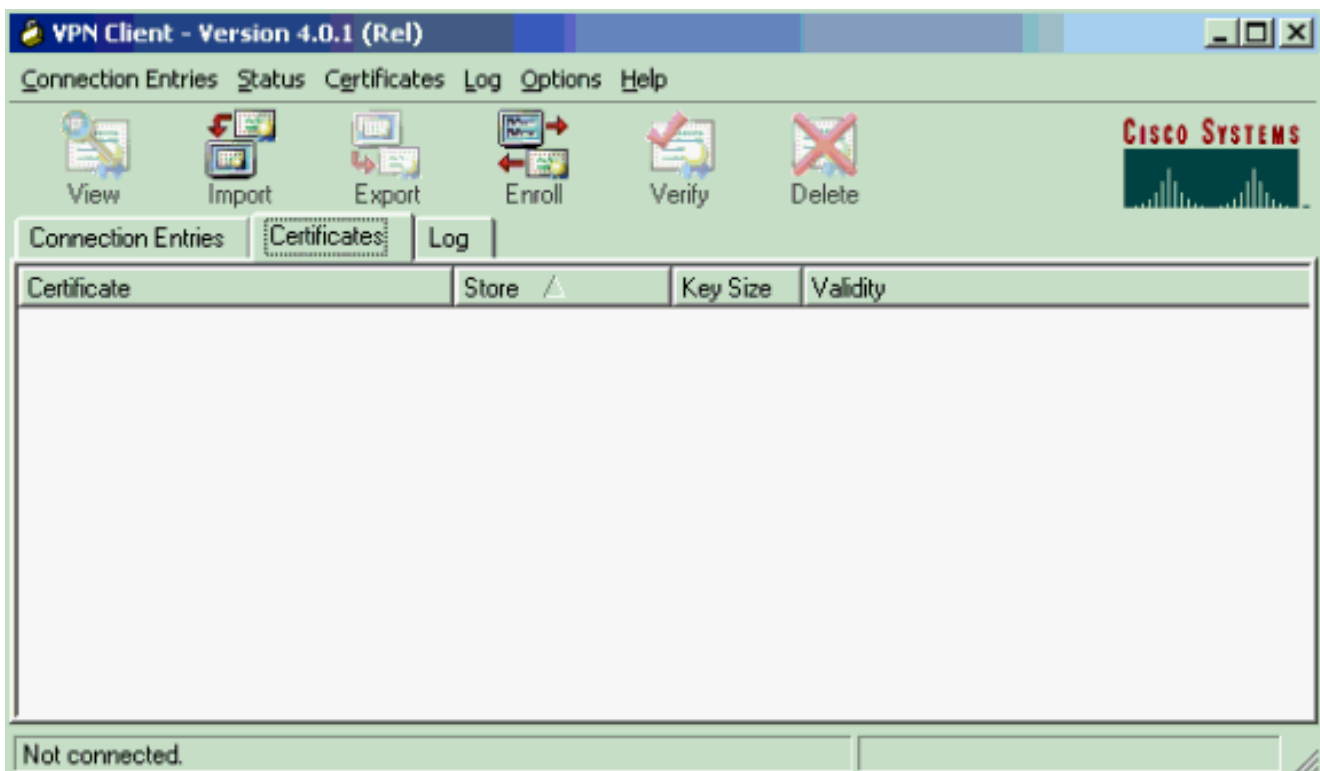 VPN Client - Version 4.0.1 (Rel)
Connection Entries Status Certificates Log Options Help
View Import Export Enroll Verify Delete
CISCO SYSTEMS
Connection Entries Certificates Log
Certificate Store Key Size Validity
Not connected.